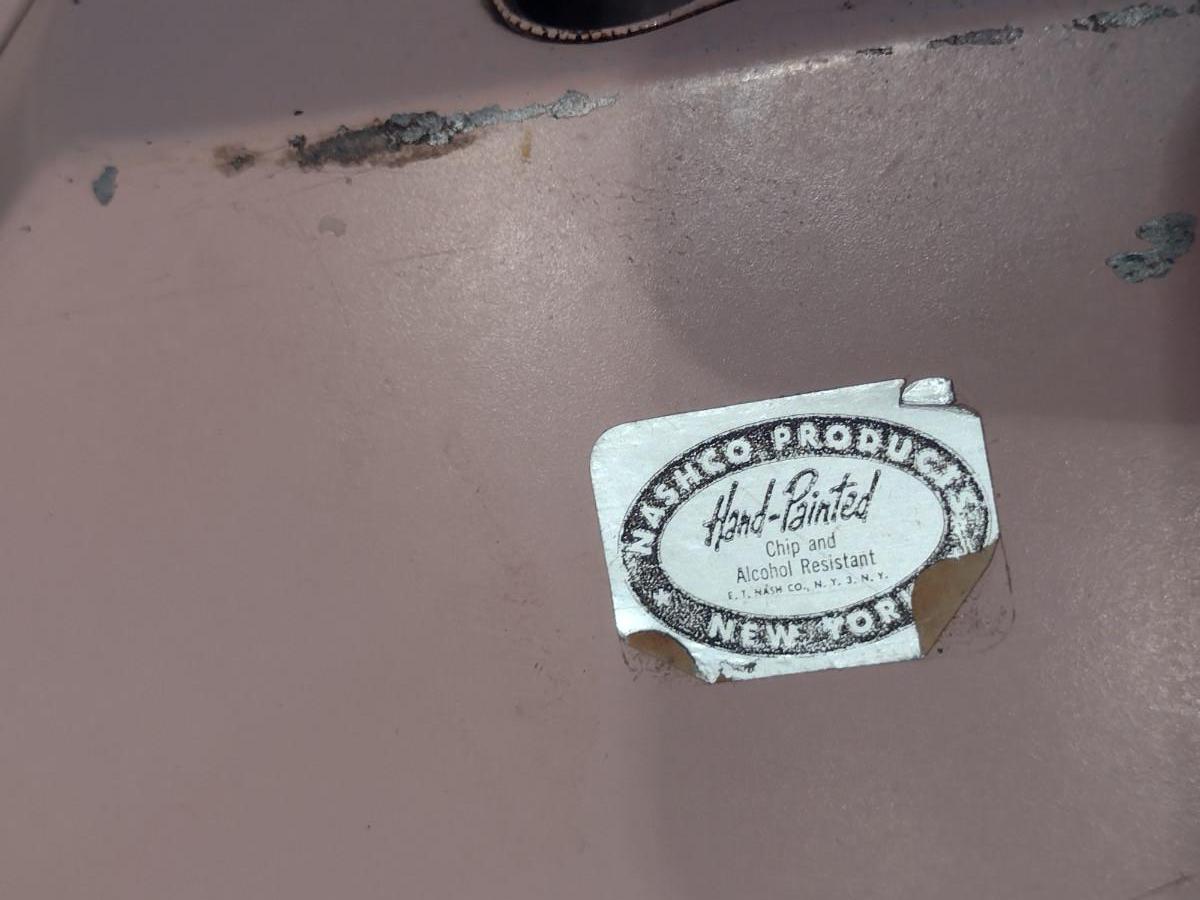 NASHCO PRODUCTS
Hand-Painted
Chip and
Alcohol Resistant
E. T. NASH CO., N. Y. 3, N. Y.
NEW YORK